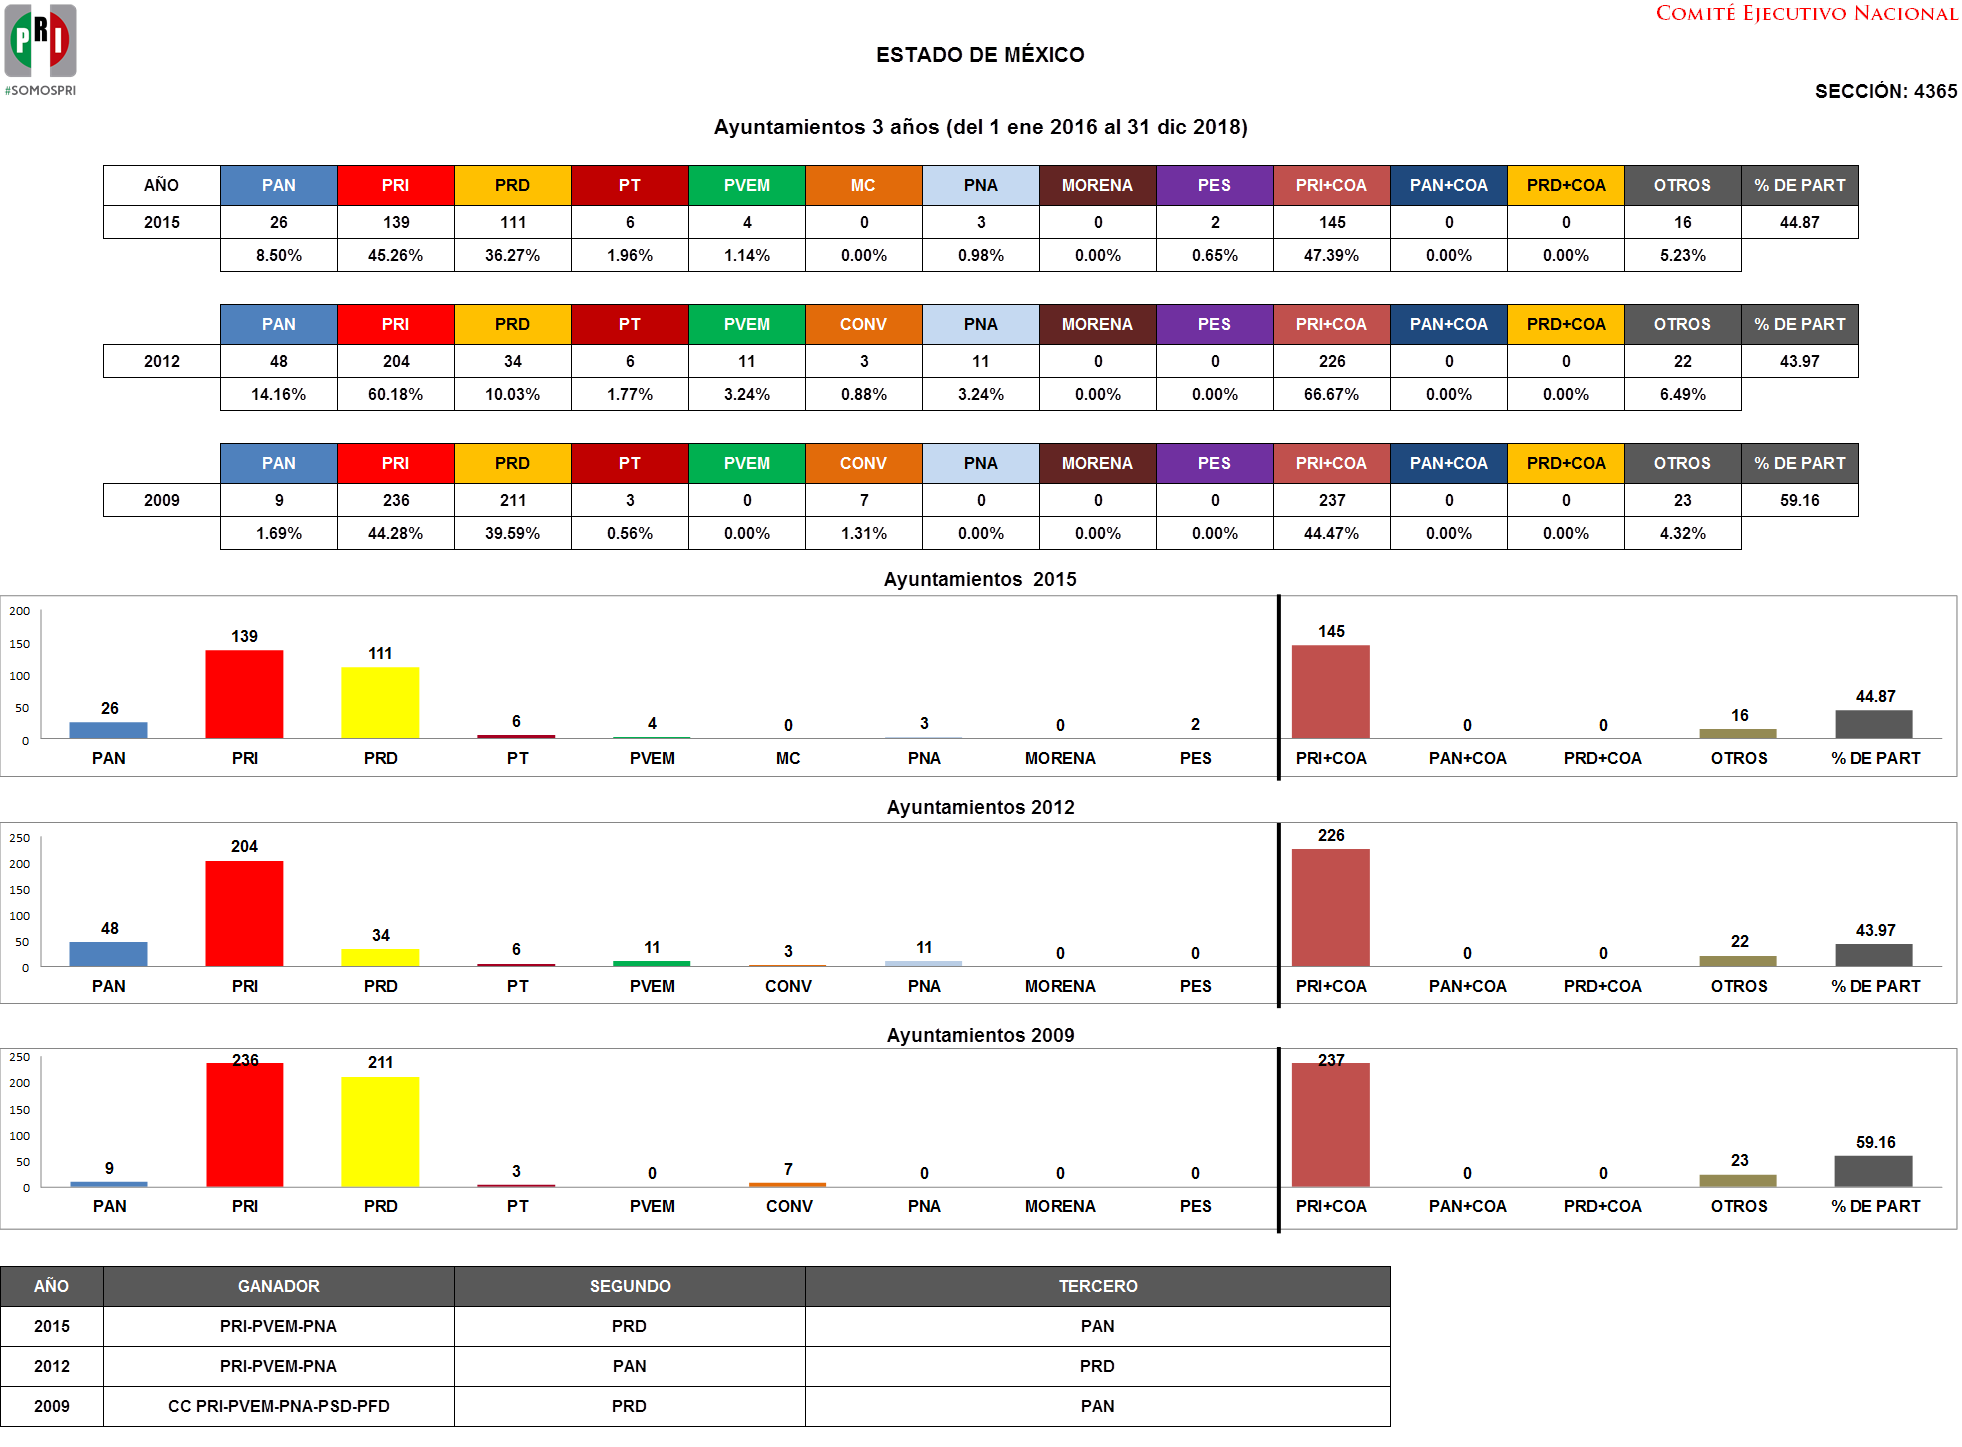 PRI
#SOMOSPRI
COMITÉ EJECUTIVO NACIONAL
ESTADO DE MÉXICO
SECCIÓN: 4365
Ayuntamientos 3 años (del 1 ene 2016 al 31 dic 2018)
AÑO PAN PRI PRD PT PVEM MC PNA MORENA PES PRI+COA PAN+COA PRD+COA OTROS % DE PART
2015 26 139 111 6 4 0 3 0 2 145 0 0 16 44.87
8.50% 45.26% 36.27% 1.96% 1.14% 0.00% 0.98% 0.00% 0.65% 47.39% 0.00% 0.00% 5.23%
PAN PRI PRD PT PVEM CONV PNA MORENA PES PRI+COA PAN+COA PRD+COA OTROS % DE PART
2012 48 204 34 6 11 3 11 0 0 226 0 0 22 43.97
14.16% 60.18% 10.03% 1.77% 3.24% 0.88% 3.24% 0.00% 0.00% 66.67% 0.00% 0.00% 6.49%
PAN PRI PRD PT PVEM CONV PNA MORENA PES PRI+COA PAN+COA PRD+COA OTROS % DE PART
2009 9 236 211 3 0 7 0 0 0 237 0 0 23 59.16
1.69% 44.28% 39.59% 0.56% 0.00% 1.31% 0.00% 0.00% 0.00% 44.47% 0.00% 0.00% 4.32%
Ayuntamientos 2015
200
150
100
50
0
26 139 111 6 4 0 3 0 2 145 0 0 16 44.87
PAN PRI PRD PT PVEM MC PNA MORENA PES PRI+COA PAN+COA PRD+COA OTROS % DE PART
Ayuntamientos 2012
250
200
150
100
50
0
48 204 34 6 11 3 11 0 0 226 0 0 22 43.97
PAN PRI PRD PT PVEM CONV PNA MORENA PES PRI+COA PAN+COA PRD+COA OTROS % DE PART
Ayuntamientos 2009
250
200
150
100
50
0
9 236 211 3 0 7 0 0 0 237 0 0 23 59.16
PAN PRI PRD PT PVEM CONV PNA MORENA PES PRI+COA PAN+COA PRD+COA OTROS % DE PART
AÑO GANADOR SEGUNDO TERCERO
2015 PRI-PVEM-PNA PRD PAN
2012 PRI-PVEM-PNA PAN PRD
2009 CC PRI-PVEM-PNA-PSD-PFD PRD PAN